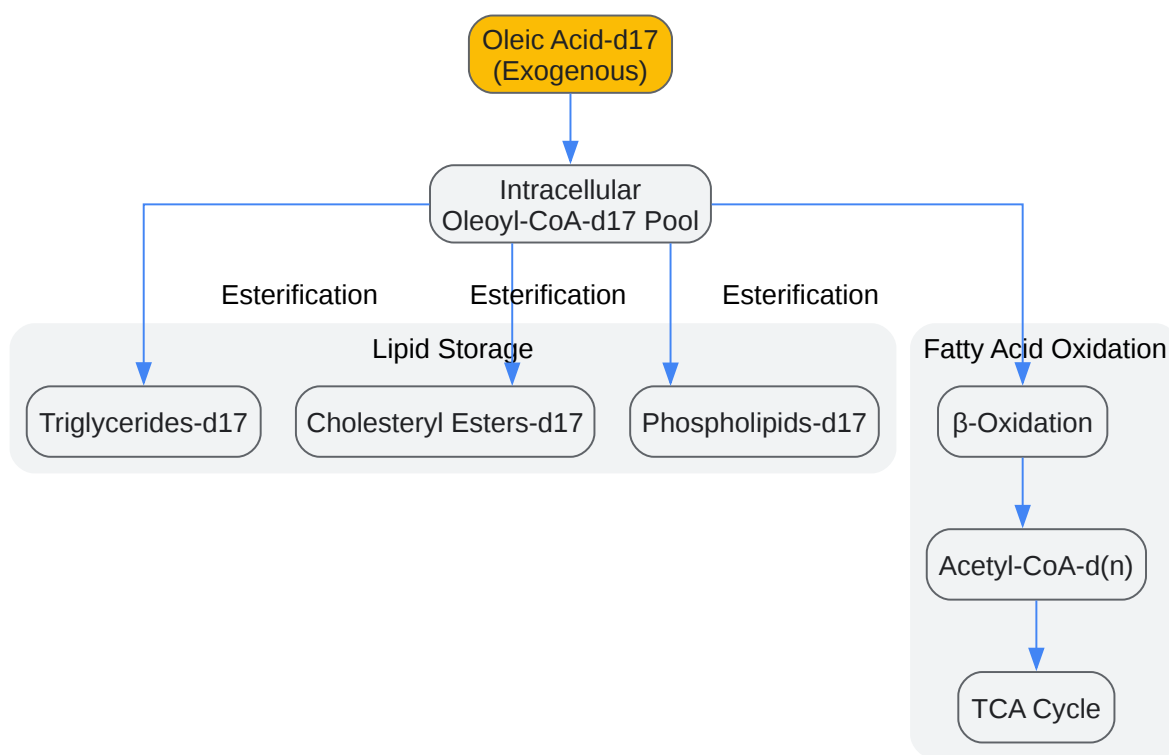 Oleic Acid-d17
(Exogenous)
Intracellular
Oleoyl-CoA-d17 Pool
Esterification
Esterification
Esterification
Lipid Storage
Fatty Acid Oxidation
Triglycerides-d17
Cholesteryl Esters-d17
Phospholipids-d17
β-Oxidation
Acetyl-CoA-d(n)
TCA Cycle